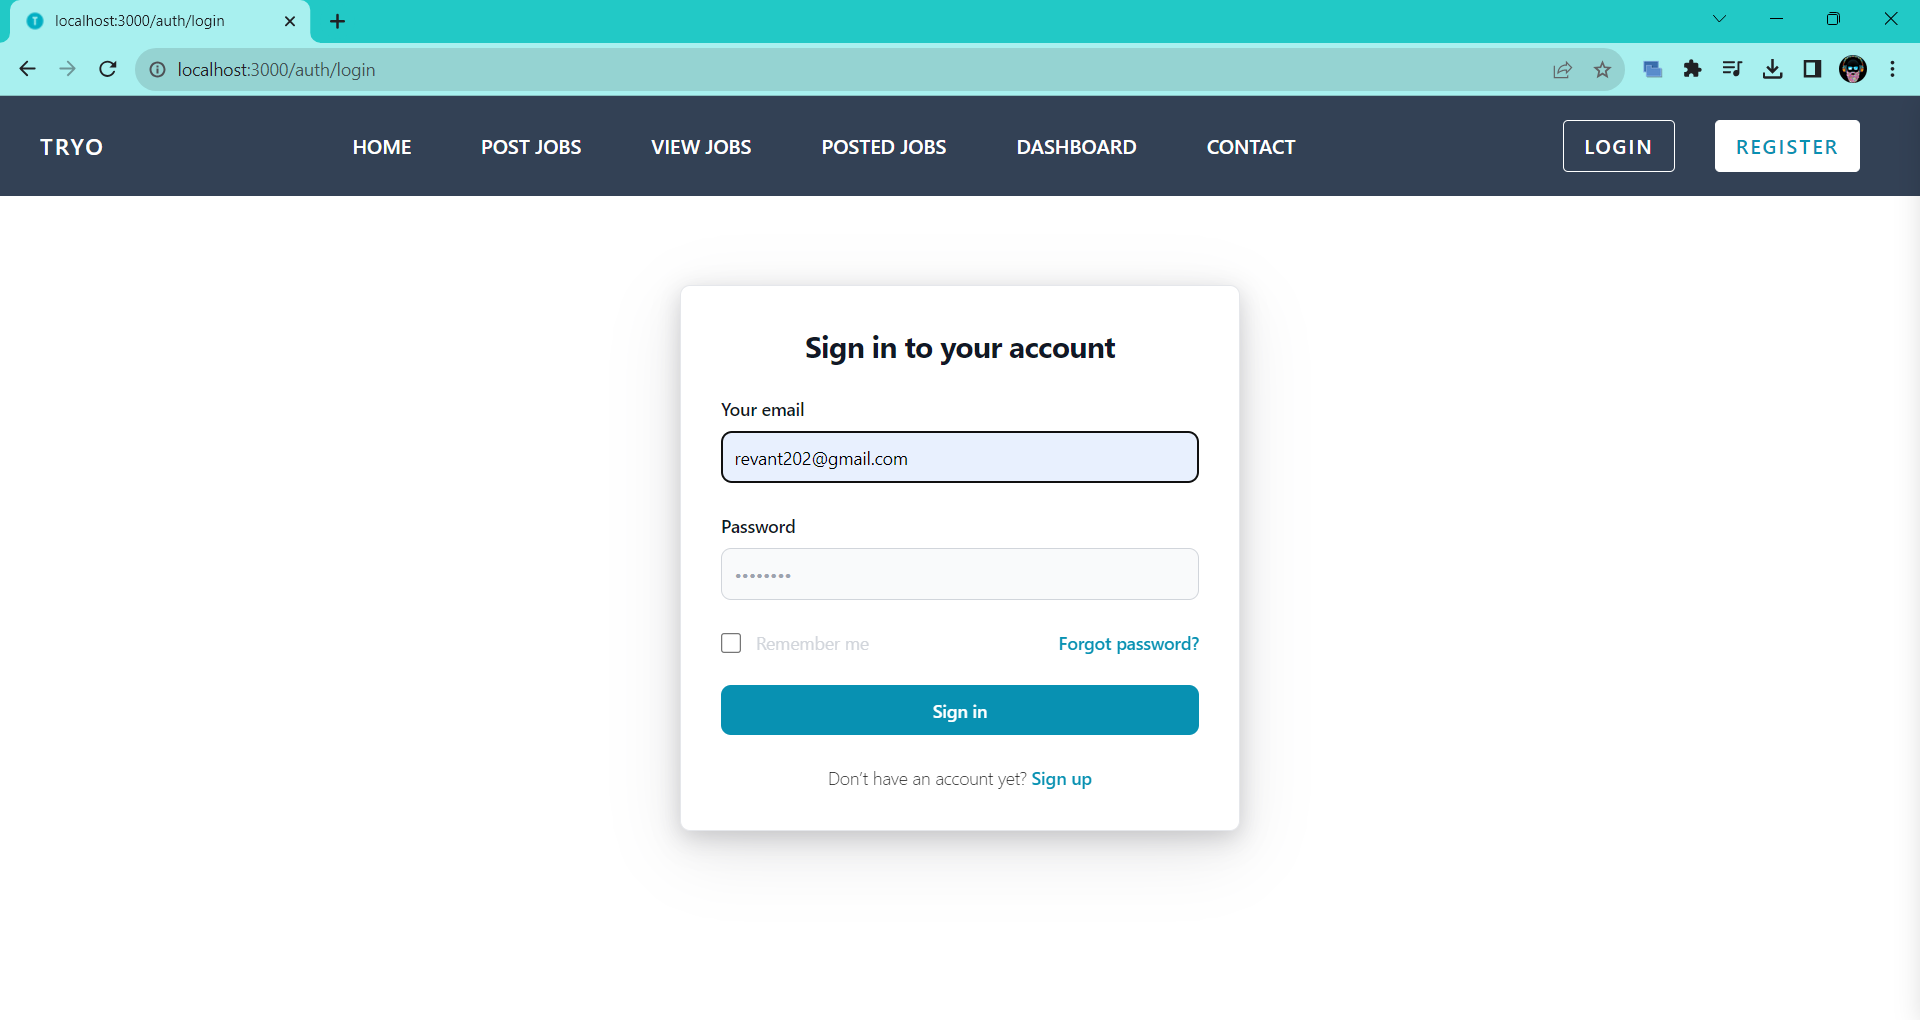 localhost:3000/auth/login
localhost:3000/auth/login
TRYO HOME POST JOBS VIEW JOBS POSTED JOBS DASHBOARD CONTACT LOGIN REGISTER
Sign in to your account
Your email
revant202@gmail.com
Password
••••••••
Remember me Forgot password?
Sign in
Don't have an account yet? Sign up